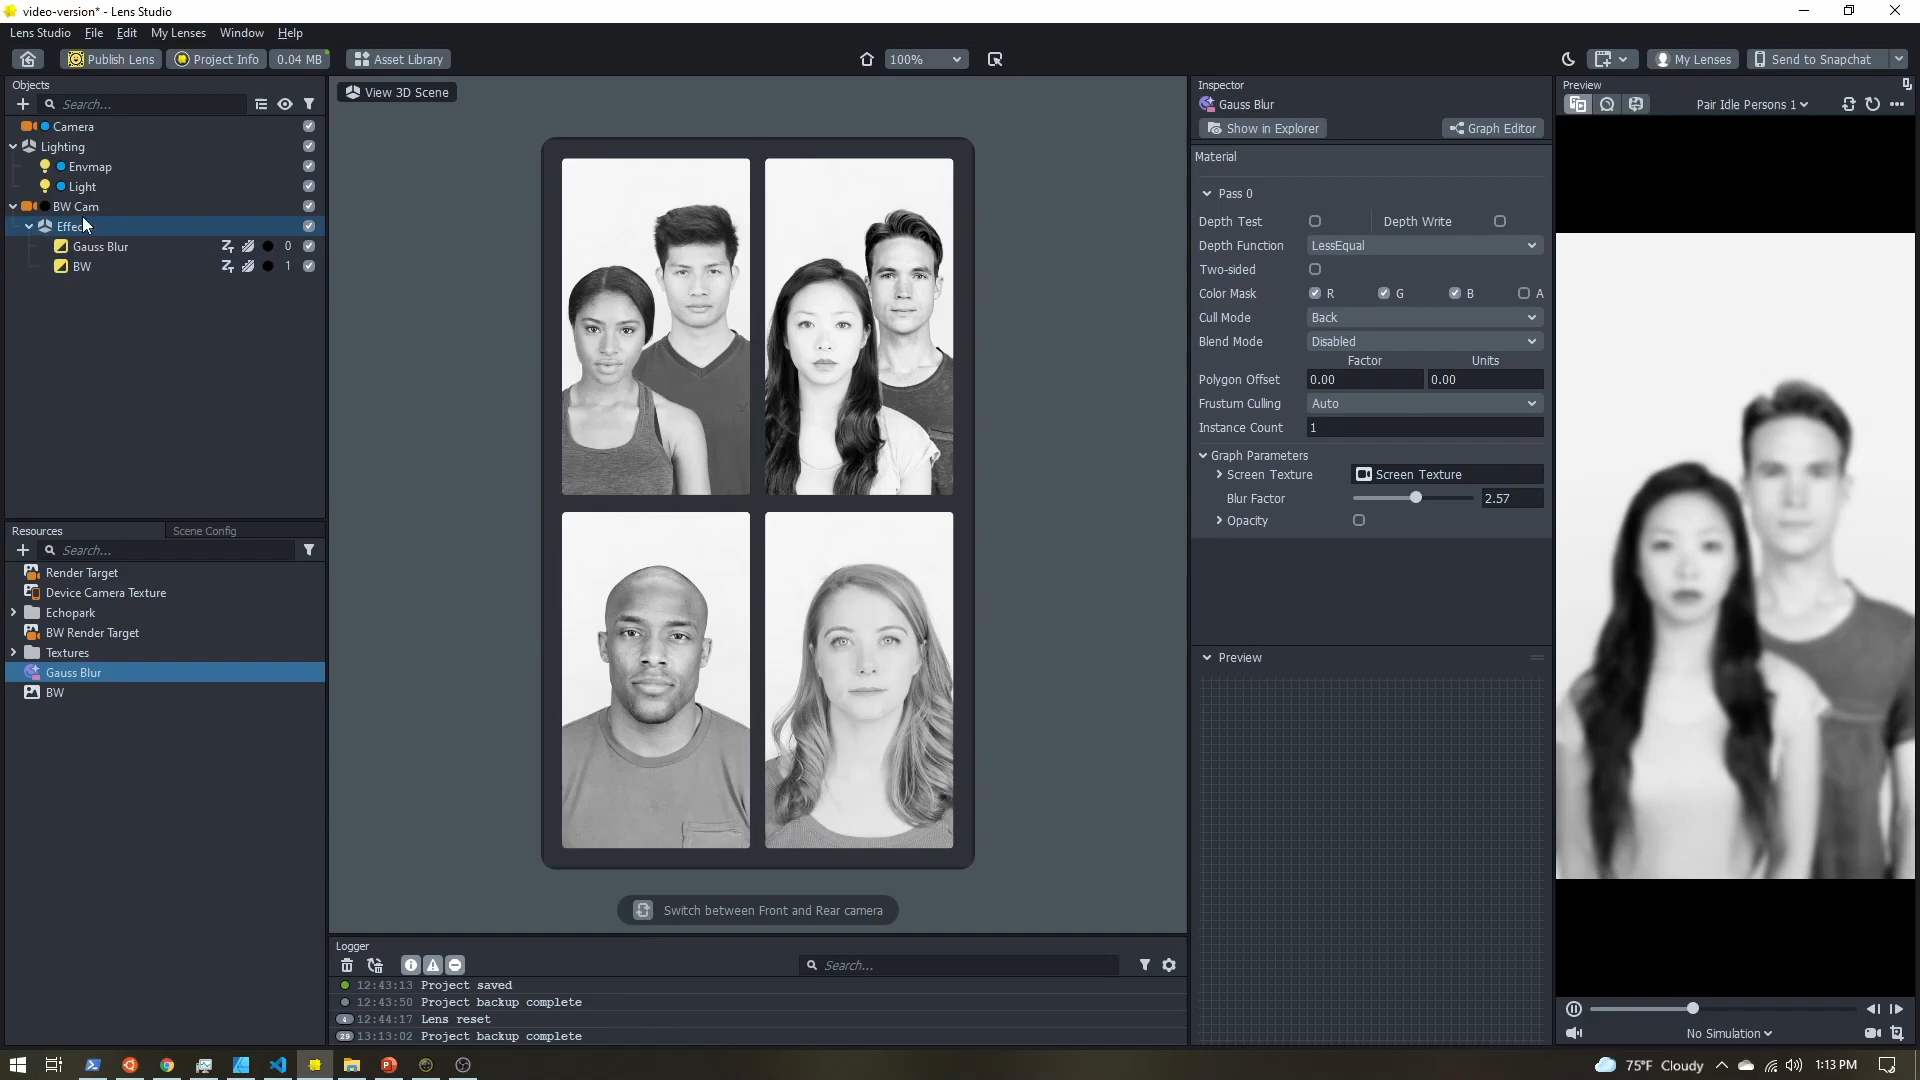 video-version* - Lens Studio
Lens Studio File Edit My Lenses Window Help
Publish Lens Project Info 0.04 MB Asset Library 100% My Lenses Send to Snapchat
Objects
Search...
Camera
Lighting
Envmap
Light
BW Cam
Gauss Blur 0
BW 1
Resources Scene Config
Search...
Render Target
Device Camera Texture
Echopark
BW Render Target
Textures
Gauss Blur
BW
View 3D Scene
Switch between Front and Rear camera
Logger
Search...
12:43:13 Project saved
12:43:50 Project backup complete
4 12:44:17 Lens reset
29 13:13:02 Project backup complete
Inspector
Gauss Blur
Show in Explorer Graph Editor
Material
Pass 0
Depth Test Depth Write
Depth Function LessEqual
Two-sided
Color Mask R G B A
Cull Mode Back
Blend Mode Disabled
Factor Units
Polygon Offset 0.00 0.00
Frustum Culling Auto
Instance Count 1
Graph Parameters
Screen Texture Screen Texture
Blur Factor 2.57
Opacity
Preview
Preview
Pair Idle Persons 1
No Simulation
75°F Cloudy 1:13 PM